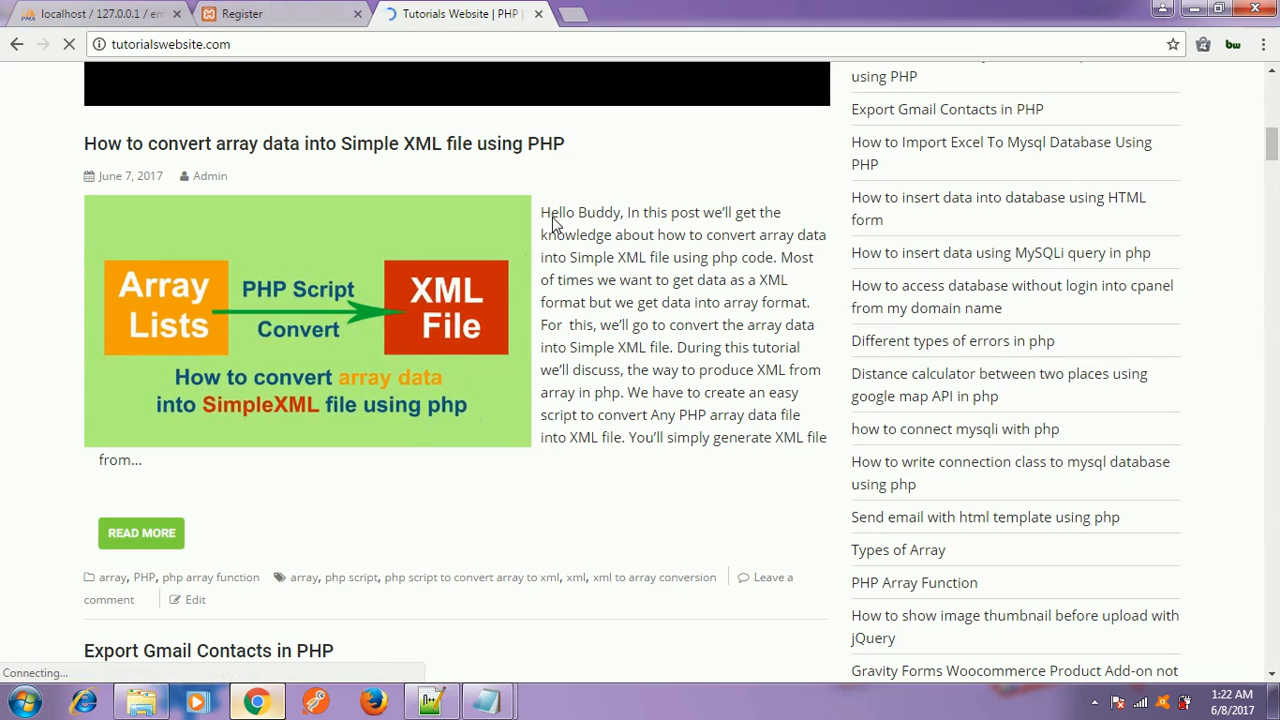 localhost / 127.0.0.1 / em
Register
Tutorials Website | PHP |
tutorialswebsite.com
bw
using PHP
Export Gmail Contacts in PHP
How to Import Excel To Mysql Database Using
PHP
How to insert data into database using HTML
form
How to insert data using MySQLi query in php
How to access database without login into cpanel
from my domain name
Different types of errors in php
Distance calculator between two places using
google map API in php
how to connect mysqli with php
How to write connection class to mysql database
using php
Send email with html template using php
Types of Array
PHP Array Function
How to show image thumbnail before upload with
jQuery
Gravity Forms Woocommerce Product Add-on not
How to convert array data into Simple XML file using PHP
June 7, 2017 Admin
Array
Lists
PHP Script
Convert
XML
File
How to convert array data
into SimpleXML file using php
Hello Buddy, In this post we'll get the
knowledge about how to convert array data
into Simple XML file using php code. Most
of times we want to get data as a XML
format but we get data into array format.
For this, we'll go to convert the array data
into Simple XML file. During this tutorial
we'll discuss, the way to produce XML from
array in php. We have to create an easy
script to convert Any PHP array data file
into XML file. You'll simply generate XML file
from...
READ MORE
array, PHP, php array function array, php script, php script to convert array to xml, xml, xml to array conversion Leave a
comment Edit
Export Gmail Contacts in PHP
Connecting...
1:22 AM
6/8/2017